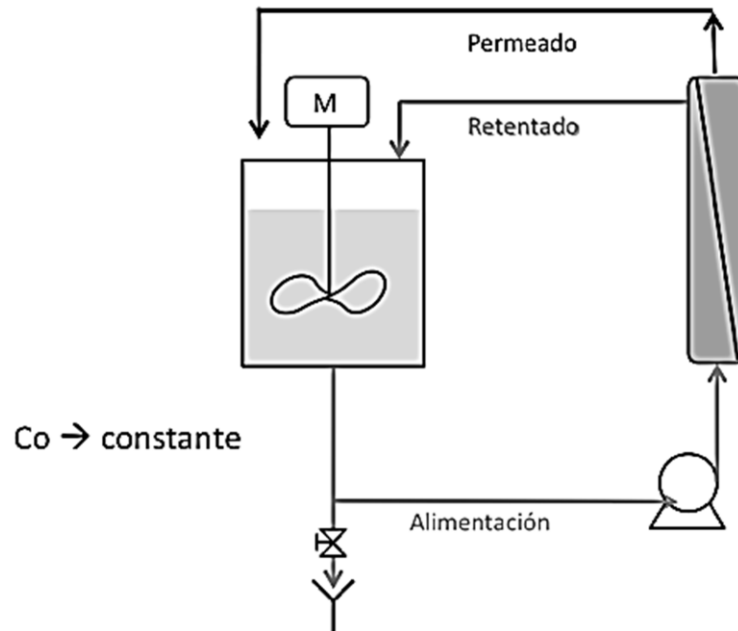 Permeado
M
Retentado
Co → constante
Alimentación